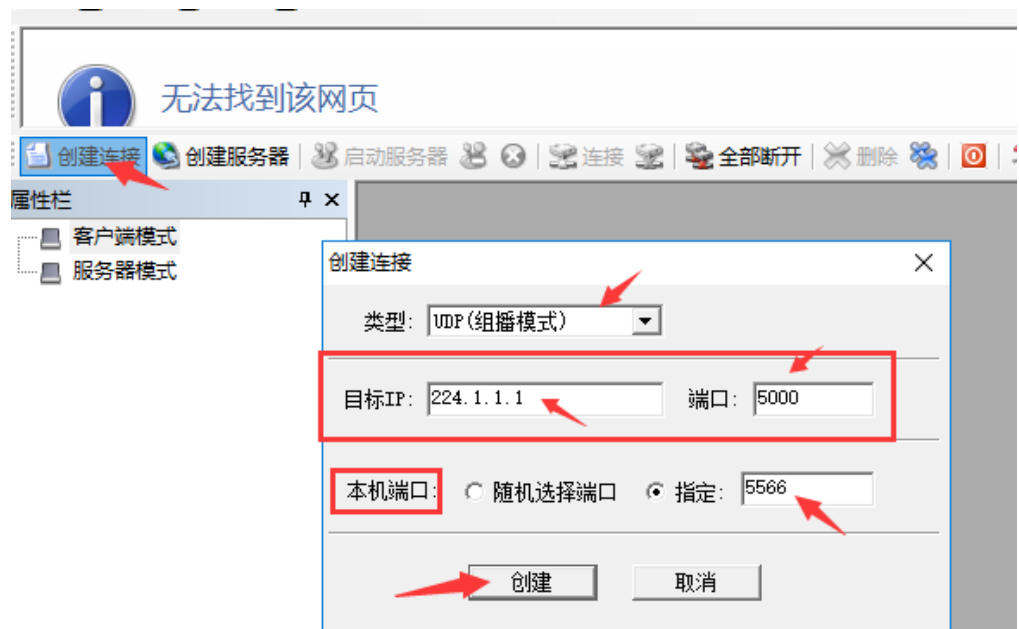 无法找到该网页
创建连接 创建服务器 启动服务器 连接 全部断开 删除
属性栏
客户端模式
服务器模式
创建连接
类型: UDP(组播模式)
目标IP: 224.1.1.1 端口: 5000
本机端口: 随机选择端口 指定: 5566
创建 取消